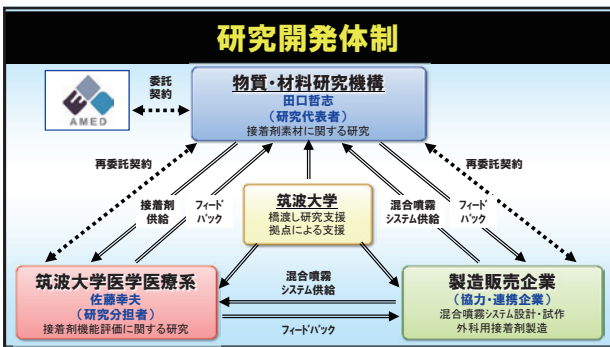 研究開発体制
AMED
委託
契約
物質・材料研究機構
田口哲志
(研究代表者)
接着剤素材に関する研究
再委託契約
再委託契約
接着剤
供給
フィード
バック
筑波大学
橋渡し研究支援
拠点による支援
混合噴霧
システム供給
フィード
バック
筑波大学医学医療系
佐藤幸夫
(研究分担者)
接着剤機能評価に関する研究
混合噴霧
システム供給
フィードバック
製造販売企業
(協力・連携企業)
混合噴霧システム設計・試作
外科用接着剤製造